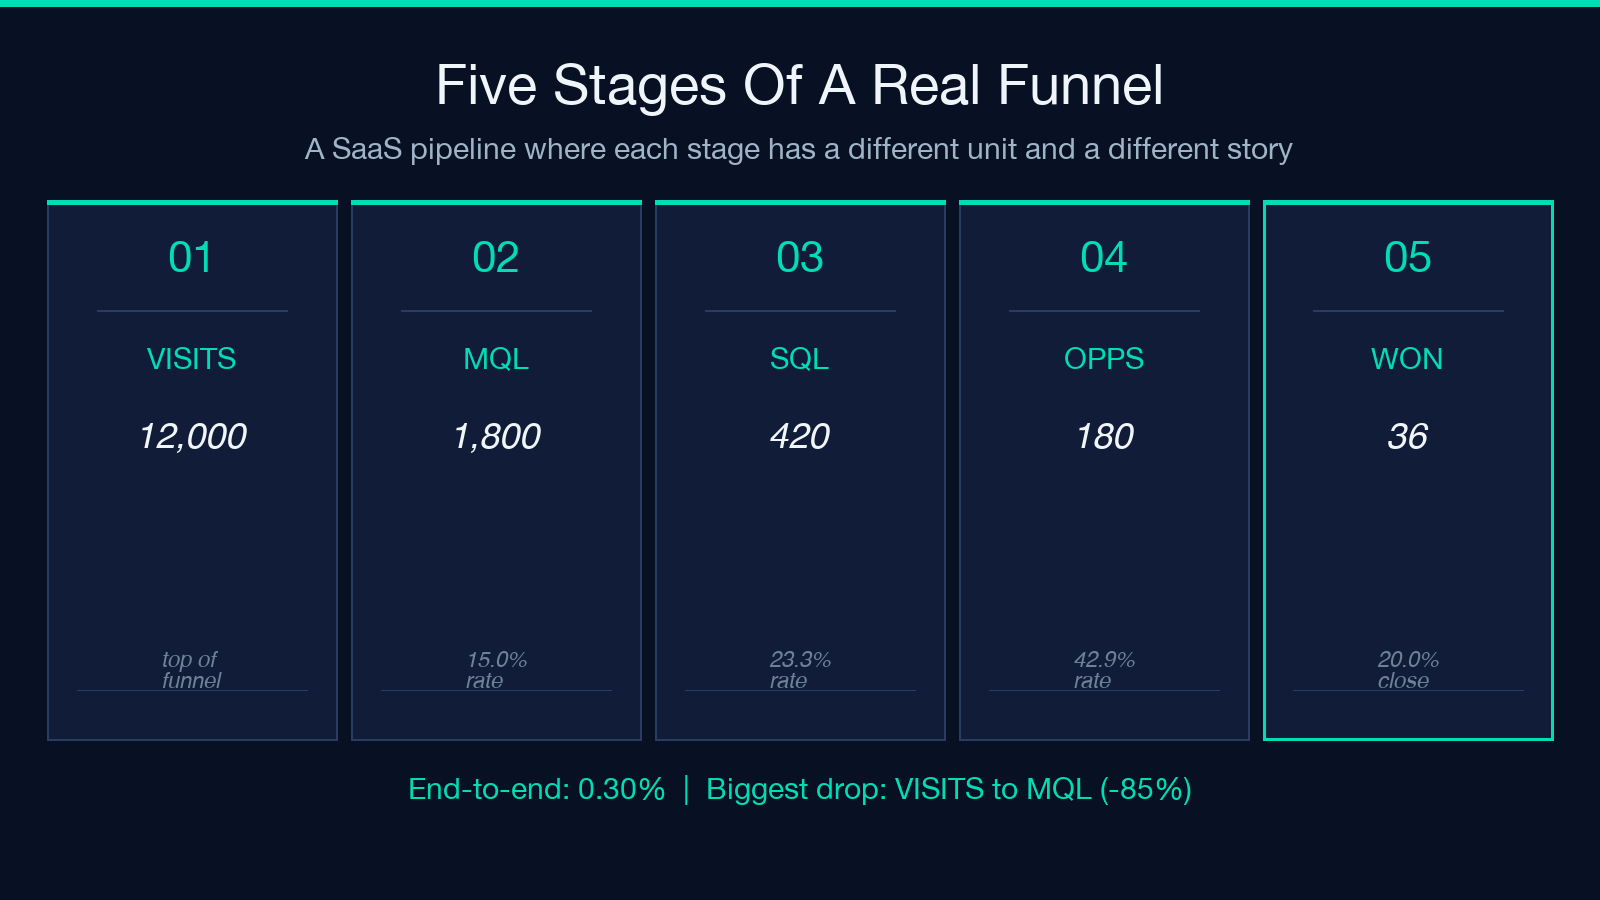 Five Stages Of A Real Funnel
A SaaS pipeline where each stage has a different unit and a different story
01
VISITS
12,000
top of
funnel
02
MQL
1,800
15.0%
rate
03
SQL
420
23.3%
rate
04
OPPS
180
42.9%
rate
05
WON
36
20.0%
close
End-to-end: 0.30% | Biggest drop: VISITS to MQL (-85%)